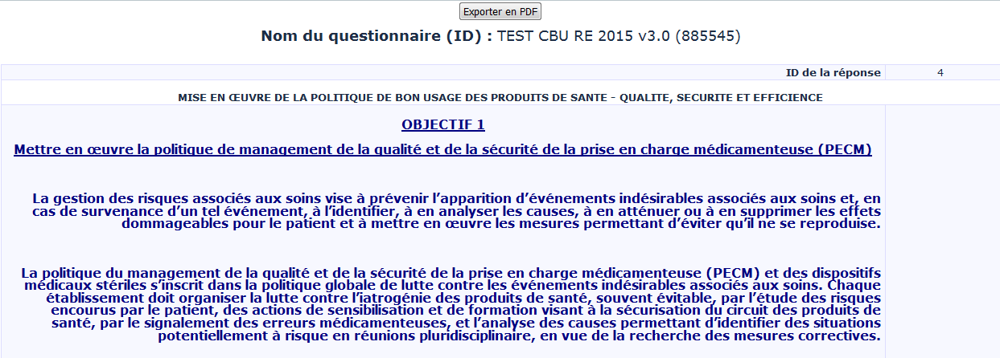 Exporter en PDF
Nom du questionnaire (ID) : TEST CBU RE 2015 v3.0 (885545)
ID de la réponse 4
MISE EN ŒUVRE DE LA POLITIQUE DE BON USAGE DES PRODUITS DE SANTE - QUALITE, SECURITE ET EFFICIENCE
OBJECTIF 1
Mettre en œuvre la politique de management de la qualité et de la sécurité de la prise en charge médicamenteuse (PECM)
La gestion des risques associés aux soins vise à prévenir l’apparition d’événements indésirables associés aux soins et, en
cas de survenance d’un tel événement, à l’identifier, à en analyser les causes, à en atténuer ou à en supprimer les effets
dommageables pour le patient et à mettre en œuvre les mesures permettant d’éviter qu’il ne se reproduise.
La politique du management de la qualité et de la sécurité de la prise en charge médicamenteuse (PECM) et des dispositifs
médicaux stériles s’inscrit dans la politique globale de lutte contre les événements indésirables associés aux soins. Chaque
établissement doit organiser la lutte contre l’iatrogénie des produits de santé, souvent évitable, par l’étude des risques
encourus par le patient, des actions de sensibilisation et de formation visant à la sécurisation du circuit des produits de
santé, par le signalement des erreurs médicamenteuses, et l’analyse des causes permettant d’identifier des situations
potentiellement à risque en réunions pluridisciplinaire, en vue de la recherche des mesures correctives.